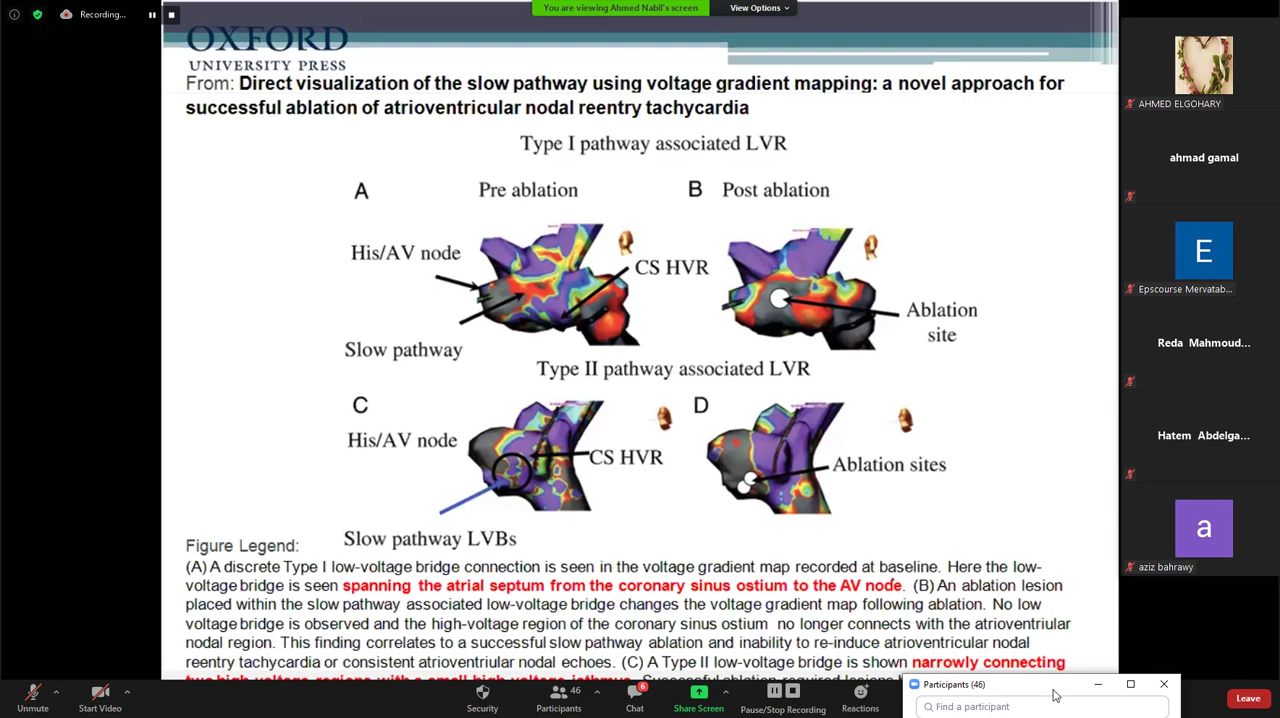 Recording...
You are viewing Ahmed Nabil's screen
View Options
OXFORD
UNIVERSITY PRESS
From: Direct visualization of the slow pathway using voltage gradient mapping: a novel approach for
successful ablation of atrioventricular nodal reentry tachycardia
Type I pathway associated LVR
A
Pre ablation
B
Post ablation
His/AV node
CS HVR
Ablation
site
Slow pathway
Type II pathway associated LVR
C
D
His/AV node
CS HVR
Ablation sites
Slow pathway LVBs
Figure Legend:
(A) A discrete Type I low-voltage bridge connection is seen in the voltage gradient map recorded at baseline. Here the low-
voltage bridge is seen spanning the atrial septum from the coronary sinus ostium to the AV node. (B) An ablation lesion
placed within the slow pathway associated low-voltage bridge changes the voltage gradient map following ablation. No low
voltage bridge is observed and the high-voltage region of the coronary sinus ostium no longer connects with the atrioventriular
nodal region. This finding correlates to a successful slow pathway ablation and inability to re-induce atrioventricular nodal
reentry tachycardia or consistent atrioventriular nodal echoes. (C) A Type II low-voltage bridge is shown narrowly connecting
AHMED ELGOHARY
ahmad gamal
E
Epscourse Mervatab...
Reda Mahmoud...
Hatem Abdelga...
a
aziz bahrawy
Participants (46)
Find a participant
Unmute
Start Video
Security
46
Participants
6
Chat
Share Screen
Pause/Stop Recording
Reactions
Leave